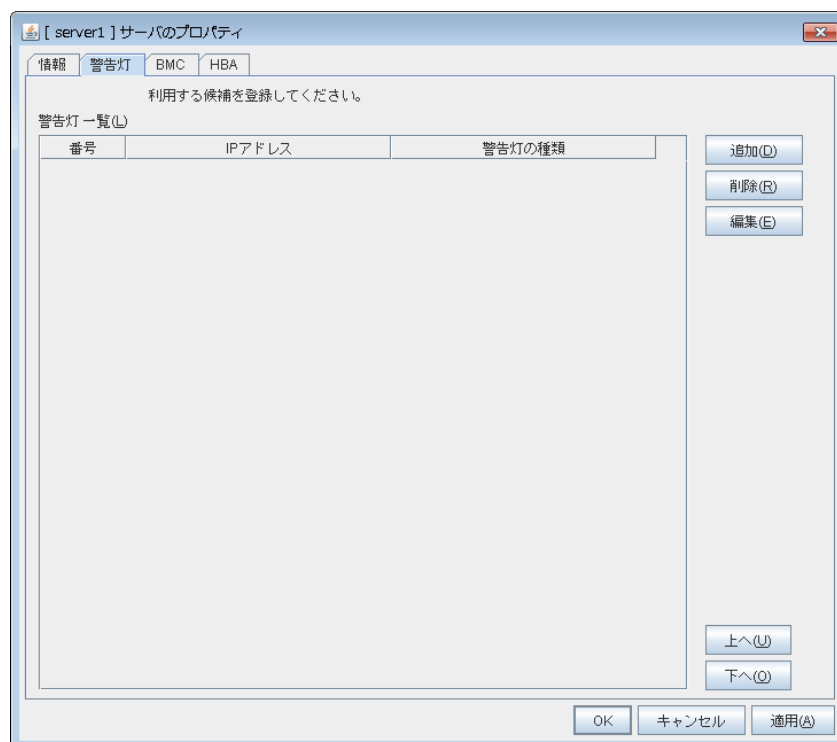 [ server1 ] サーバのプロパティ
情報 警告灯 BMC HBA
利用する候補を登録してください。
警告灯 一覧(L)
番号 IPアドレス 警告灯の種類
追加(D)
削除(R)
編集(E)
上へ(U)
下へ(O)
OK キャンセル 適用(A)